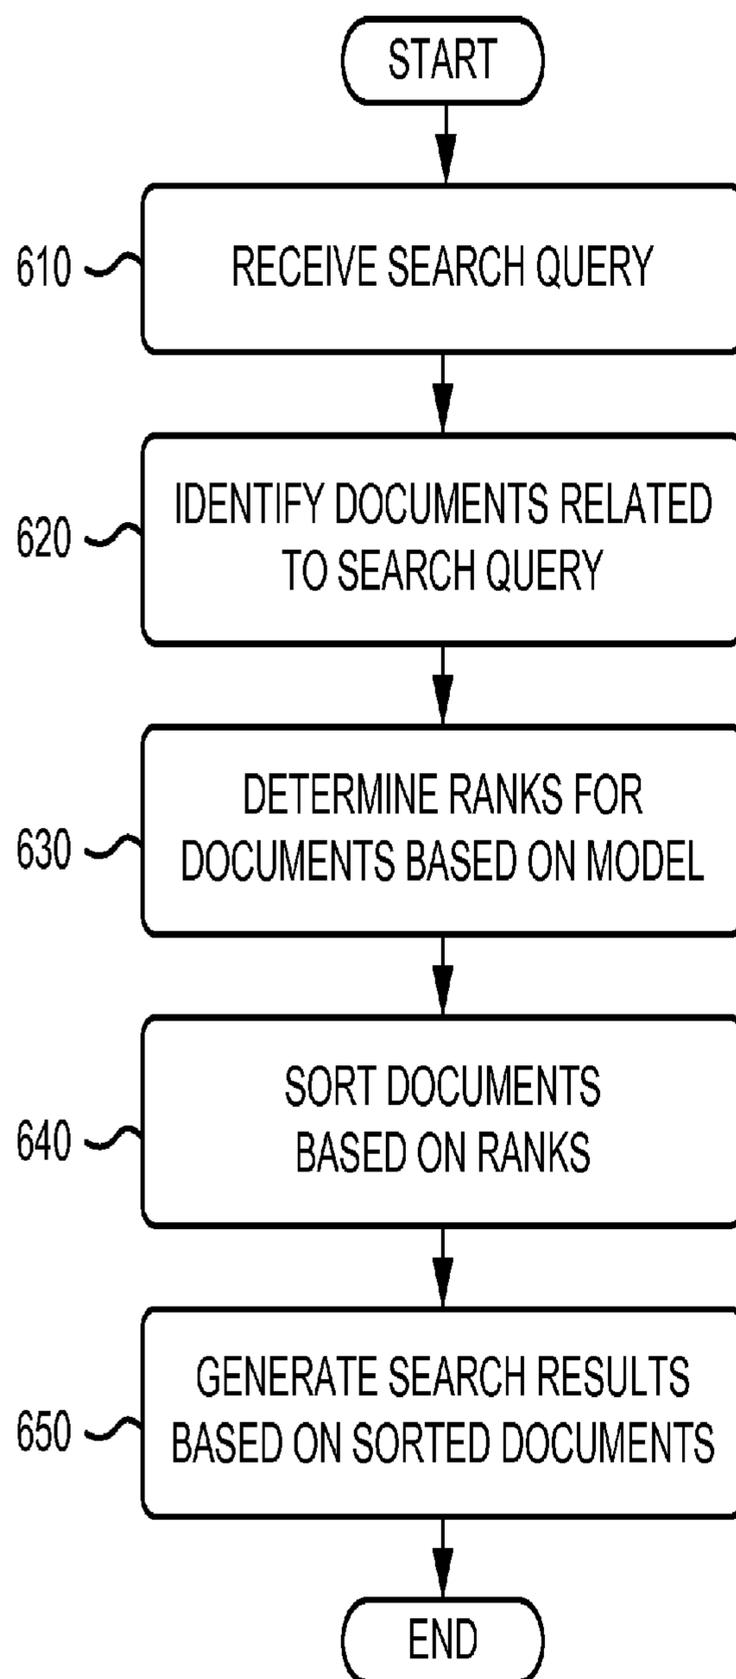 START
610
RECEIVE SEARCH QUERY
620
IDENTIFY DOCUMENTS RELATED
TO SEARCH QUERY
630
DETERMINE RANKS FOR
DOCUMENTS BASED ON MODEL
640
SORT DOCUMENTS
BASED ON RANKS
650
GENERATE SEARCH RESULTS
BASED ON SORTED DOCUMENTS
END